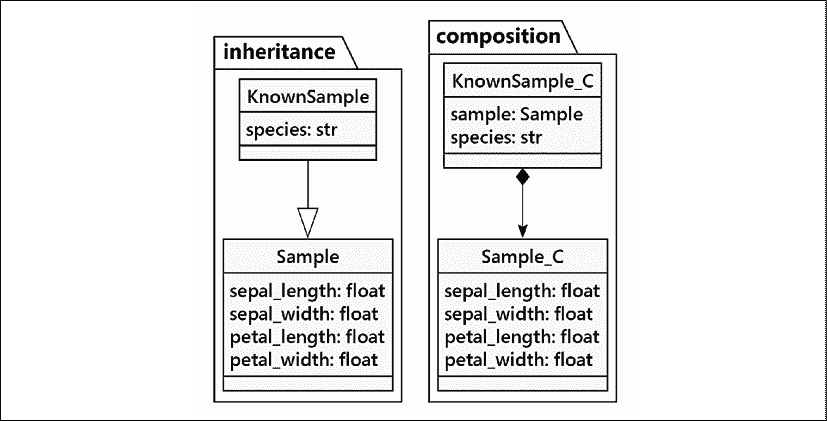 inheritance
KnownSample
species: str
Sample
sepal_length: float
sepal_width: float
petal_length: float
petal_width: float
composition
KnownSample_C
sample: Sample
species: str
Sample_C
sepal_length: float
sepal_width: float
petal_length: float
petal_width: float